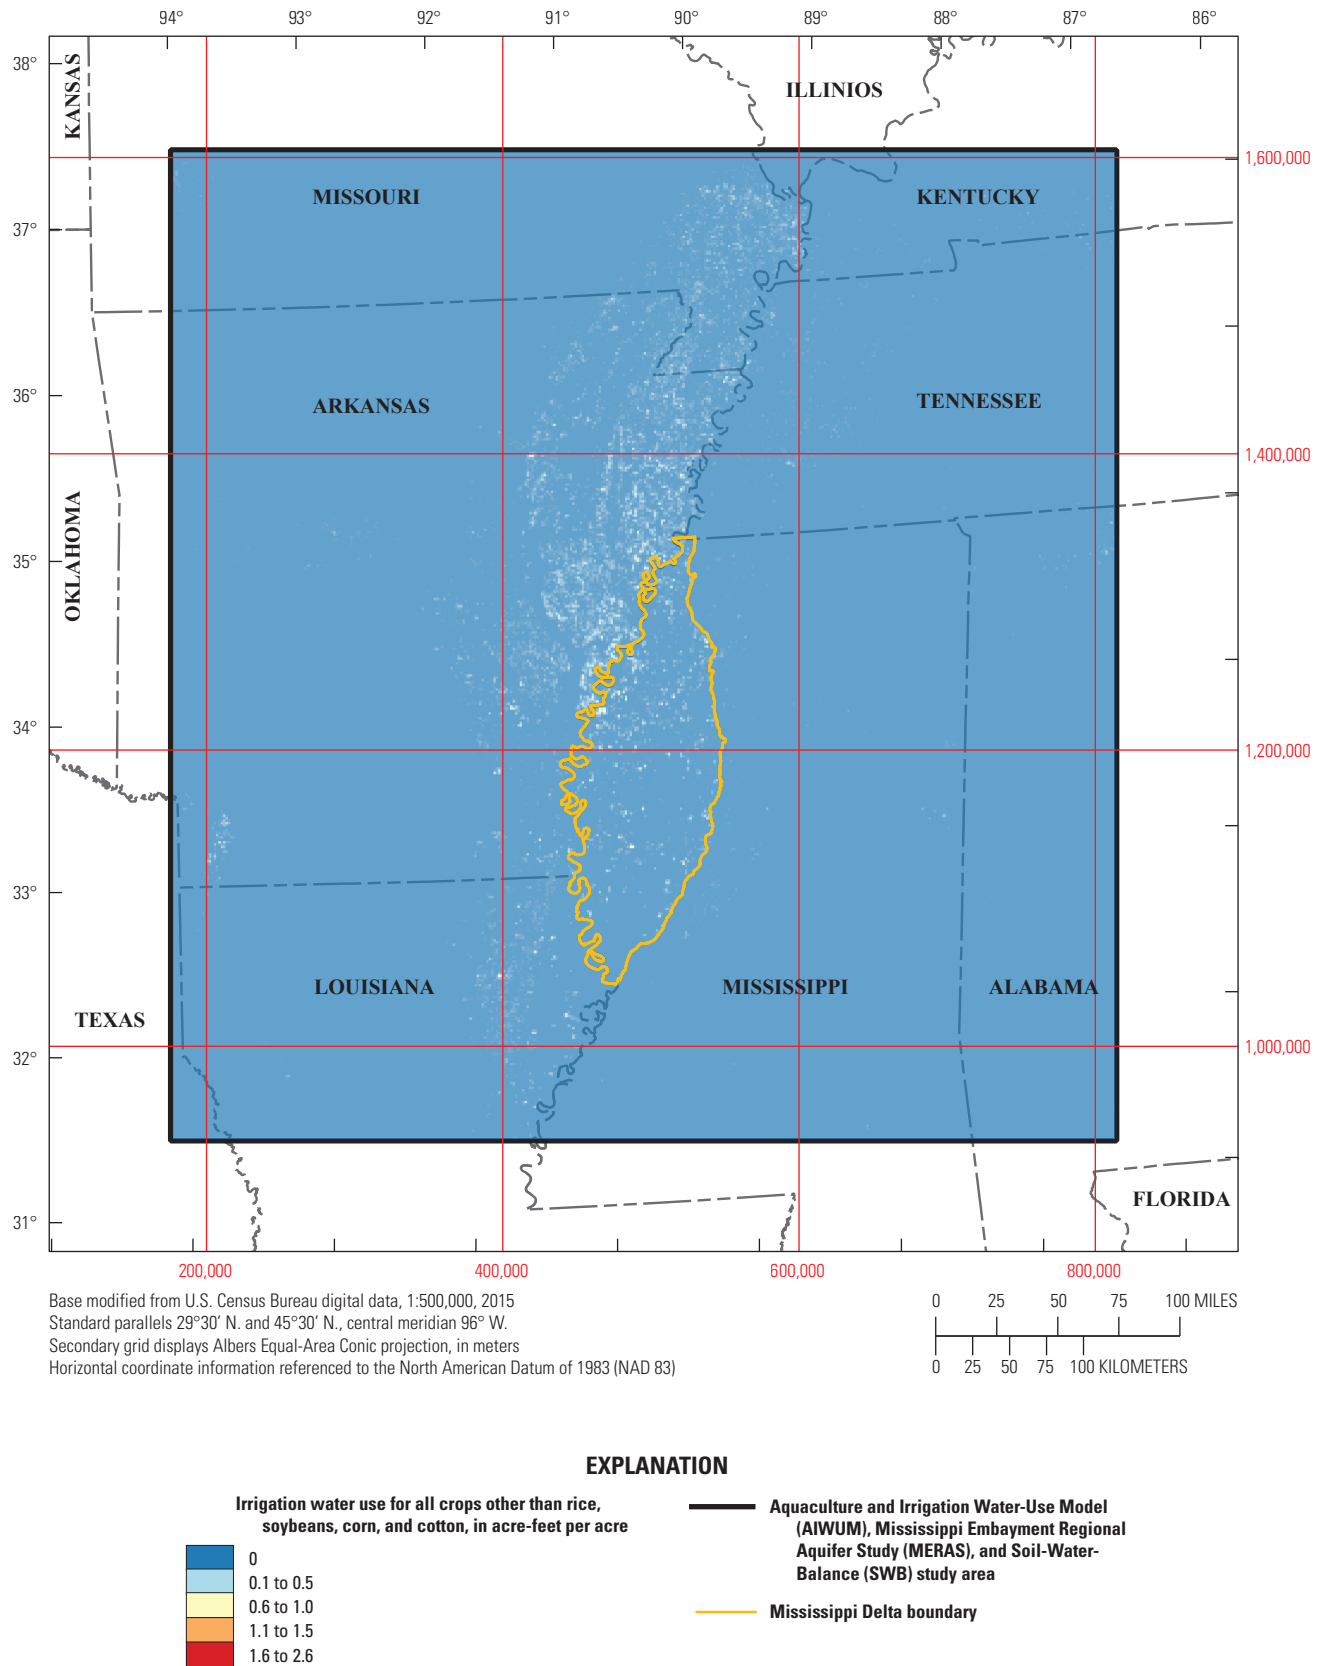 94°
93°
92°
91°
90°
89°
88°
87°
86°
38°
37°
36°
35°
34°
33°
32°
31°
KANSAS
ILLINIOS
MISSOURI
KENTUCKY
1,600,000
ARKANSAS
TENNESSEE
1,400,000
OKLAHOMA
1,200,000
LOUISIANA
MISSISSIPPI
ALABAMA
TEXAS
1,000,000
FLORIDA
200,000
400,000
600,000
800,000
Base modified from U.S. Census Bureau digital data, 1:500,000, 2015
Standard parallels 29°30′ N. and 45°30′ N., central meridian 96° W.
Secondary grid displays Albers Equal-Area Conic projection, in meters
Horizontal coordinate information referenced to the North American Datum of 1983 (NAD 83)
0 25 50 75 100 MILES
0 25 50 75 100 KILOMETERS
EXPLANATION
Irrigation water use for all crops other than rice,
soybeans, corn, and cotton, in acre-feet per acre
0
0.1 to 0.5
0.6 to 1.0
1.1 to 1.5
1.6 to 2.6
Aquaculture and Irrigation Water-Use Model
(AIWUM), Mississippi Embayment Regional
Aquifer Study (MERAS), and Soil-Water-
Balance (SWB) study area
Mississippi Delta boundary